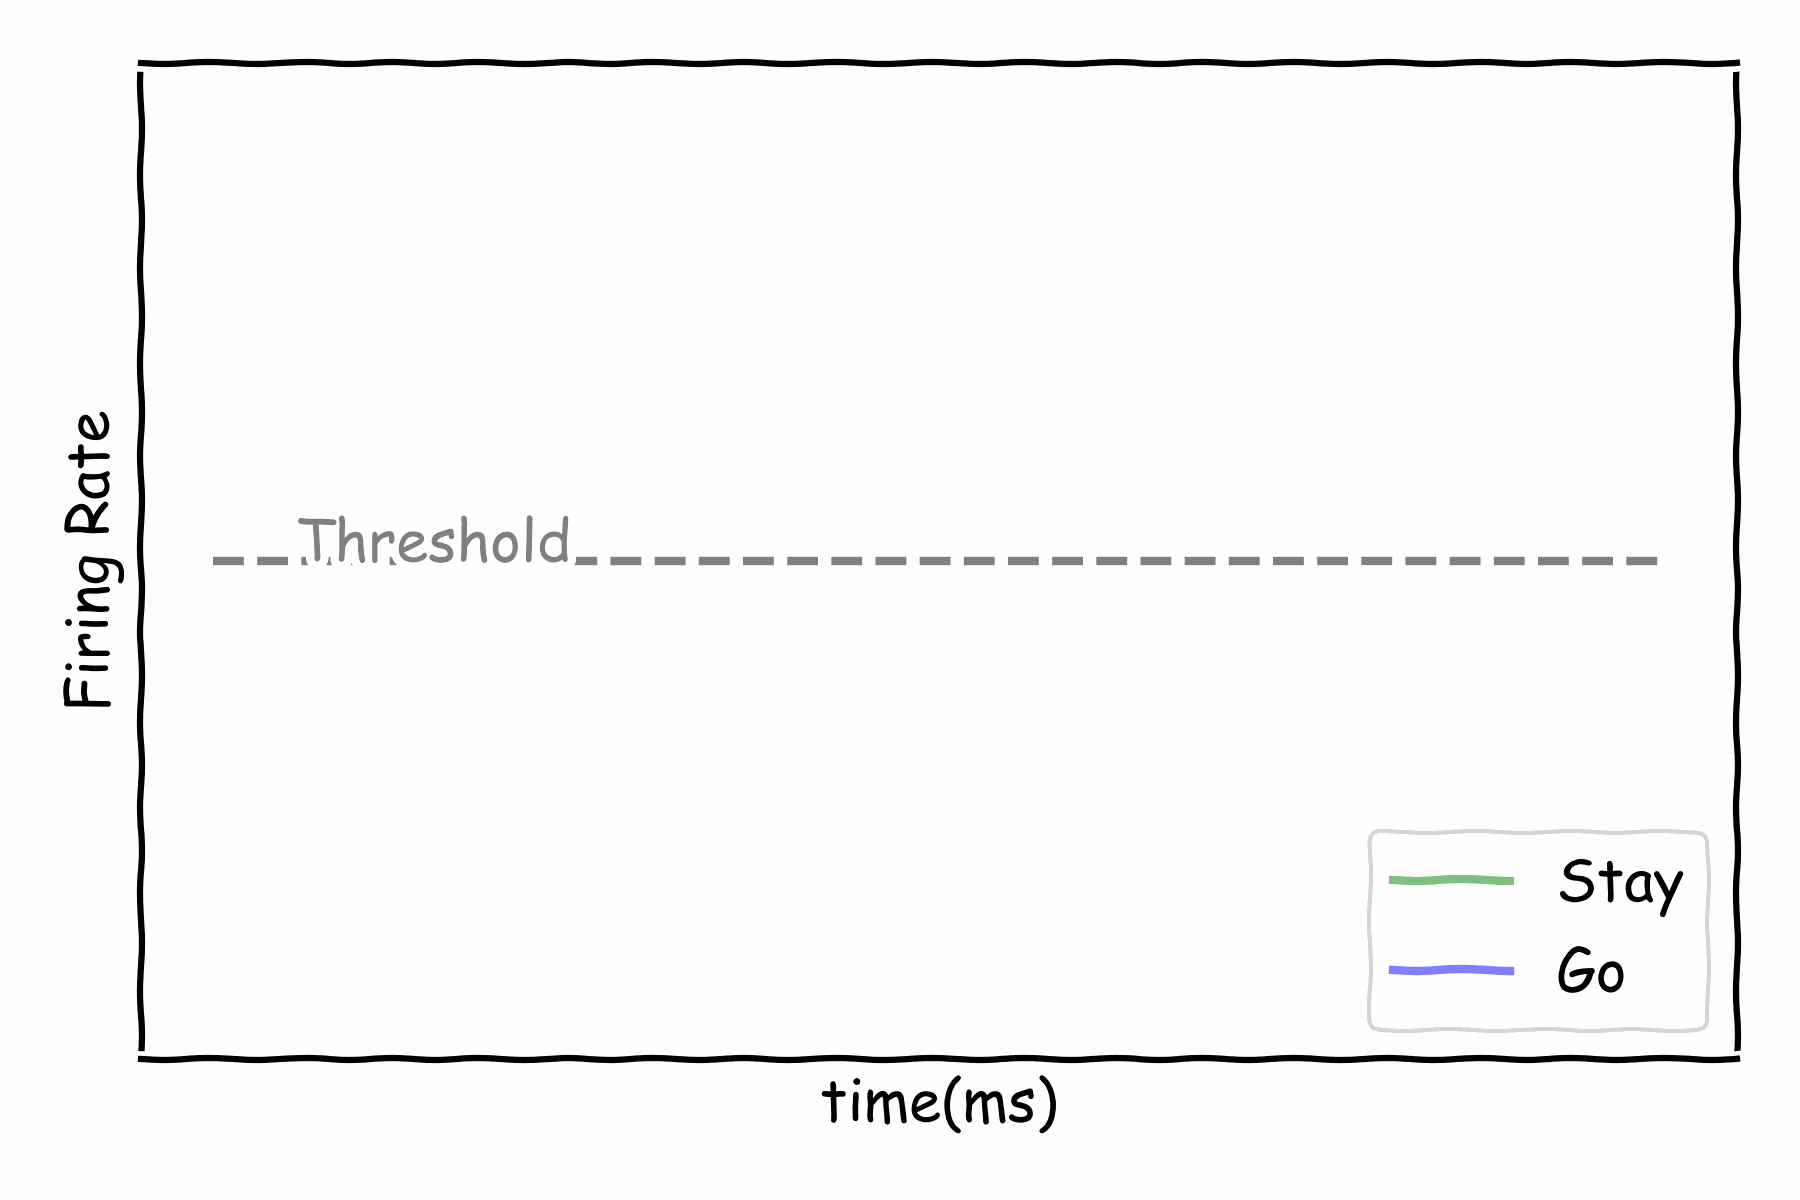 Firing Rate
Threshold
Stay
Go
time(ms)